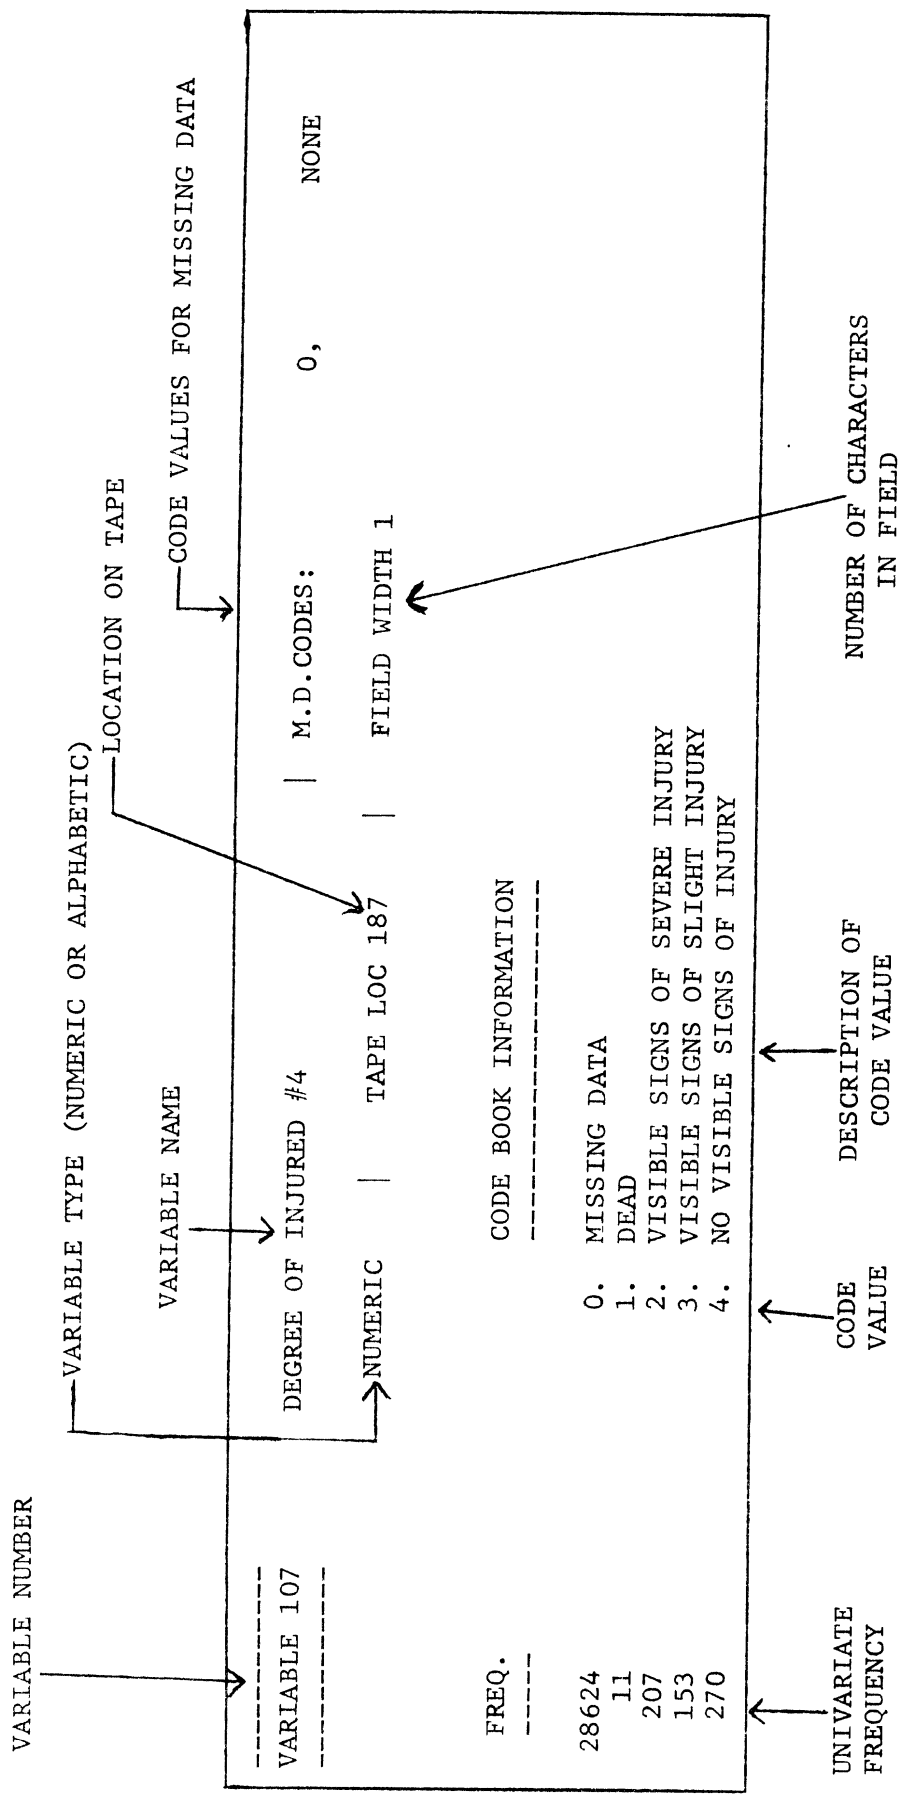 VARIABLE NUMBER
VARIABLE TYPE (NUMERIC OR ALPHABETIC)
LOCATION ON TAPE
VARIABLE NAME
CODE VALUES FOR MISSING DATA
----------------
VARIABLE 107
----------------
DEGREE OF INJURED #4 | M.D.CODES: 0, NONE
NUMERIC | TAPE LOC 187 | FIELD WIDTH 1
FREQ. CODE BOOK INFORMATION
----- ---------------------
28624 0. MISSING DATA
11 1. DEAD
207 2. VISIBLE SIGNS OF SEVERE INJURY
153 3. VISIBLE SIGNS OF SLIGHT INJURY
270 4. NO VISIBLE SIGNS OF INJURY
UNIVARIATE
FREQUENCY
CODE
VALUE
DESCRIPTION OF
CODE VALUE
NUMBER OF CHARACTERS
IN FIELD